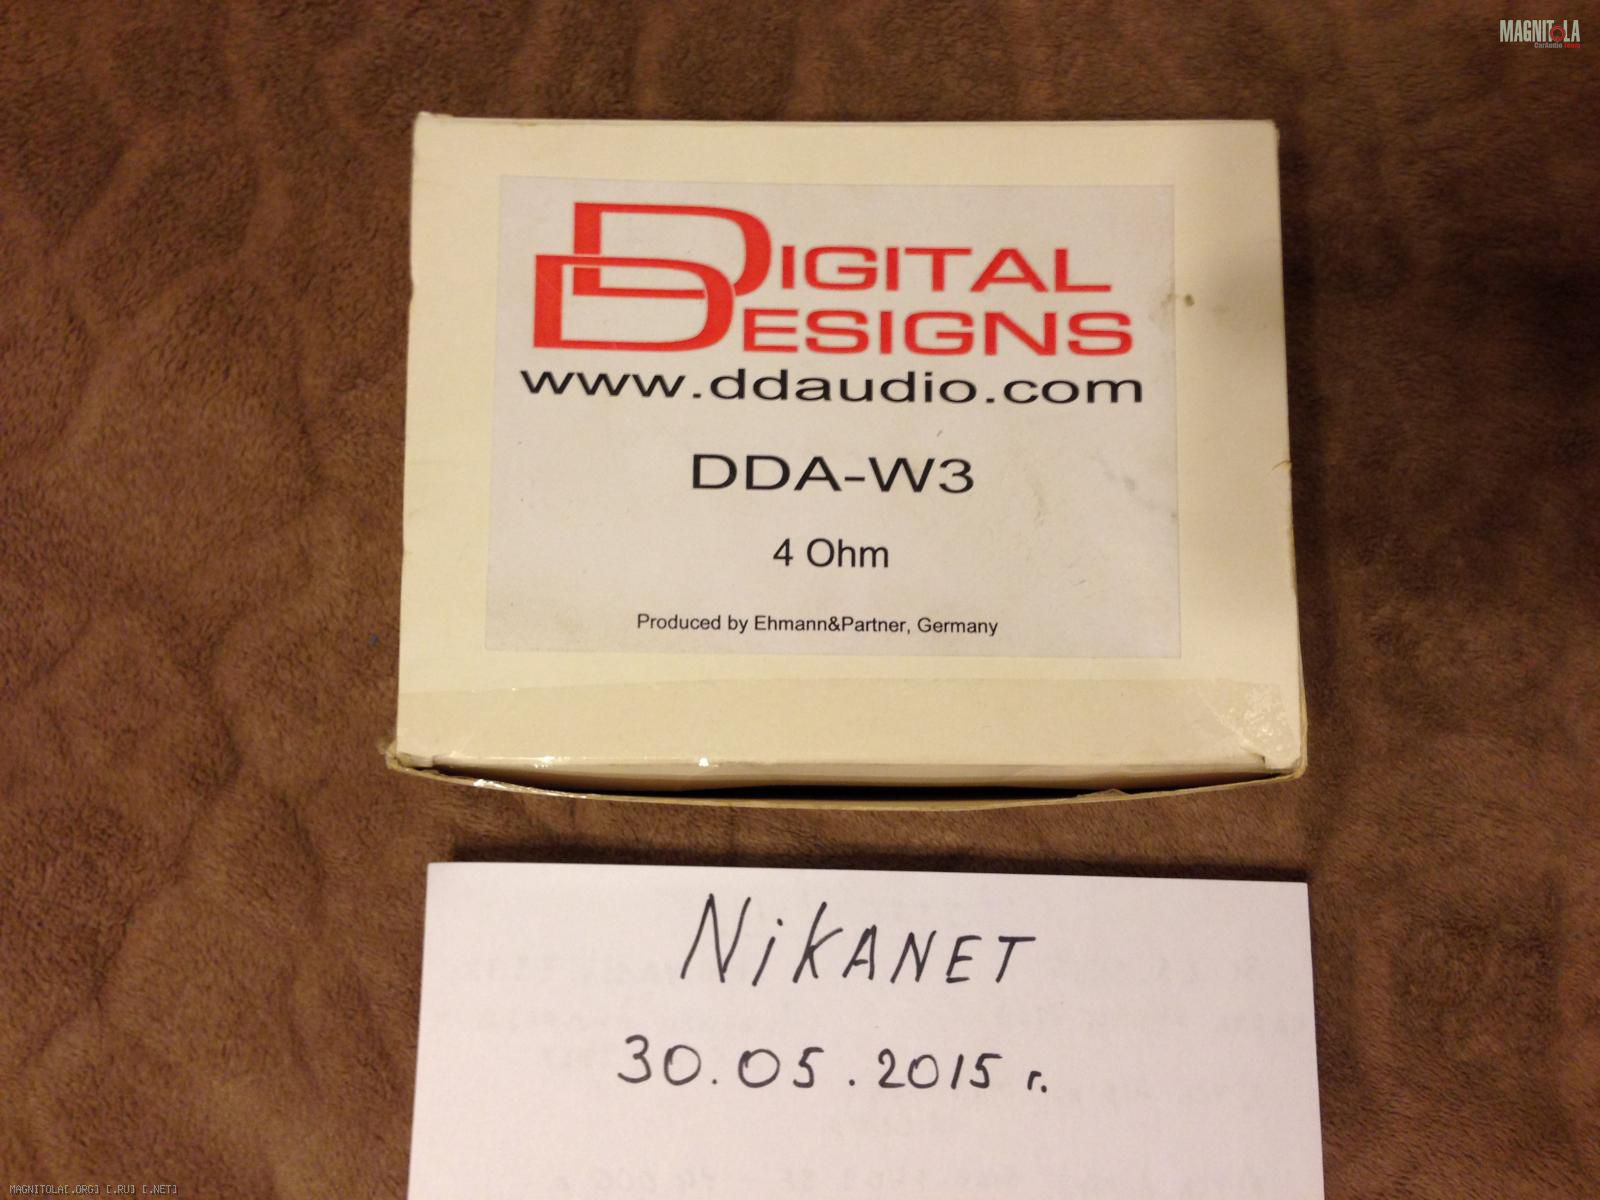 MAGNITOLA
CarAudio
DIGITAL
DESIGNS
www.ddaudio.com
DDA-W3
4 Ohm
Produced by Ehmann&Partner, Germany
NiKANET
30.05.2015 г.
MAGNITOLA[.ORG] [.RU] [.NET]